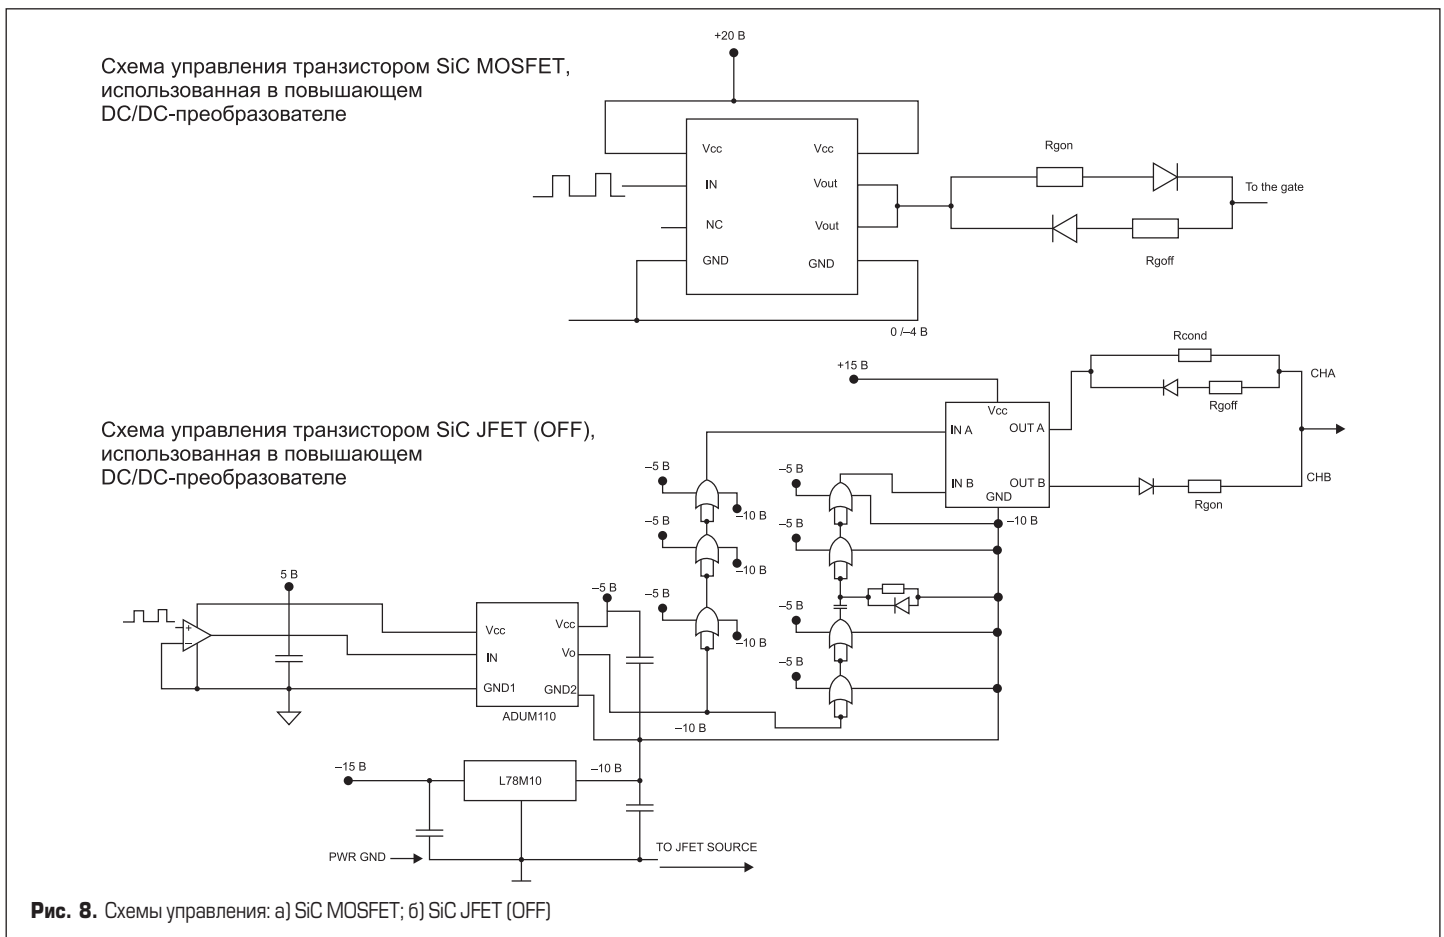 Схема управления транзистором SiC MOSFET,
использованная в повышающем
DC/DC-преобразователе
+20 В
Vcc
Vcc
IN
Vout
NC
Vout
GND
GND
0 /–4 В
Rgon
To the gate
Rgoff
Схема управления транзистором SiC JFET (OFF),
использованная в повышающем
DC/DC-преобразователе
+15 В
Vcc
IN A
OUT A
IN B
OUT B
GND
–10 В
Rcond
CHA
Rgoff
CHB
Rgon
–5 В
–10 В
–5 В
–10 В
–5 В
–10 В
–5 В
–5 В
–5 В
–5 В
5 В
–5 В
Vcc
Vcc
IN
Vo
GND1
GND2
ADUM110
–10 В
–15 В
L78M10
–10 В
PWR GND
TO JFET SOURCE
Рис. 8. Схемы управления: а) SiC MOSFET; б) SiC JFET (OFF)